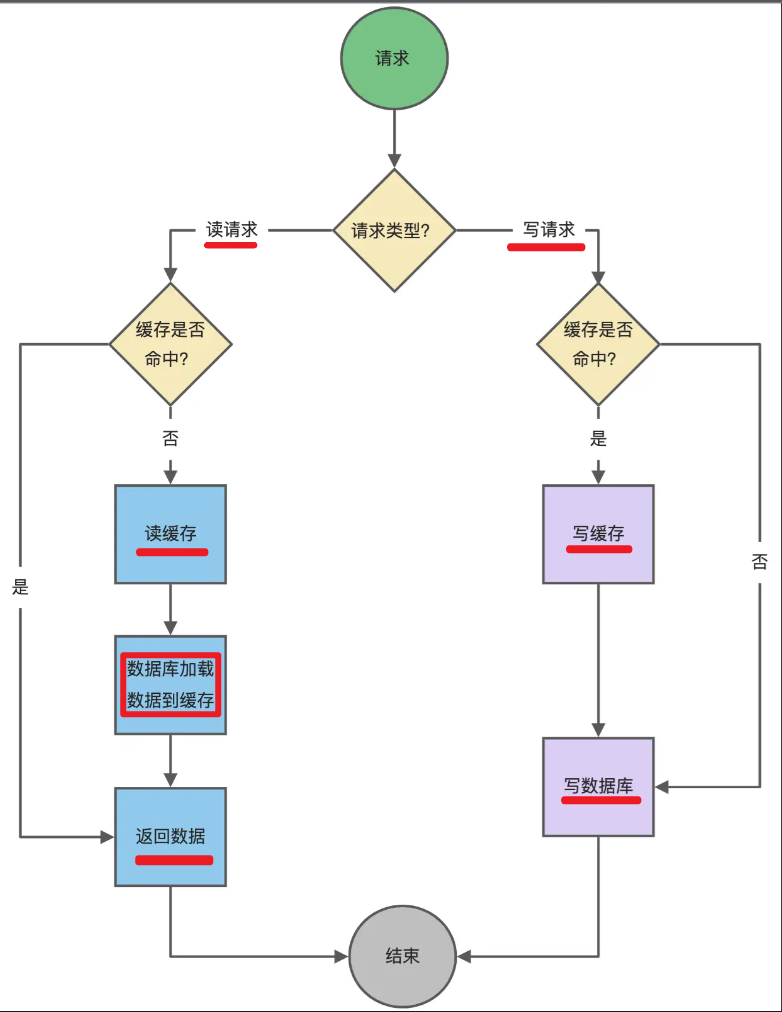 请求
请求类型?
读请求
写请求
缓存是否
命中?
缓存是否
命中?
否
是
读缓存
写缓存
是
否
数据库加载
数据到缓存
写数据库
返回数据
结束